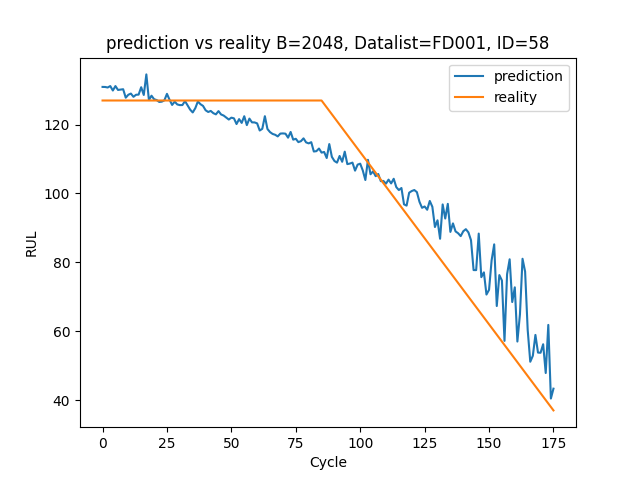 prediction vs reality B=2048, Datalist=FD001, ID=58
prediction
reality
RUL
120
100
80
60
40
0 25 50 75 100 125 150 175
Cycle